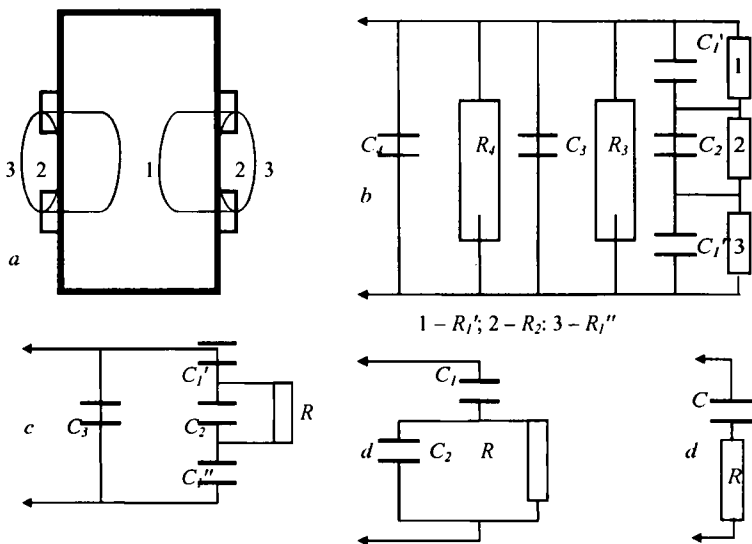 3 2 1 2 3
a
C₄ R₄ C₃ R₃ C₁' 1
C₂ 2
C₁" 3
b
1 – R₁'; 2 – R₂: 3 – R₁"
C₁'
c C₃ C₂ R
C₁"
C₁
d C₂ R
C
d
R